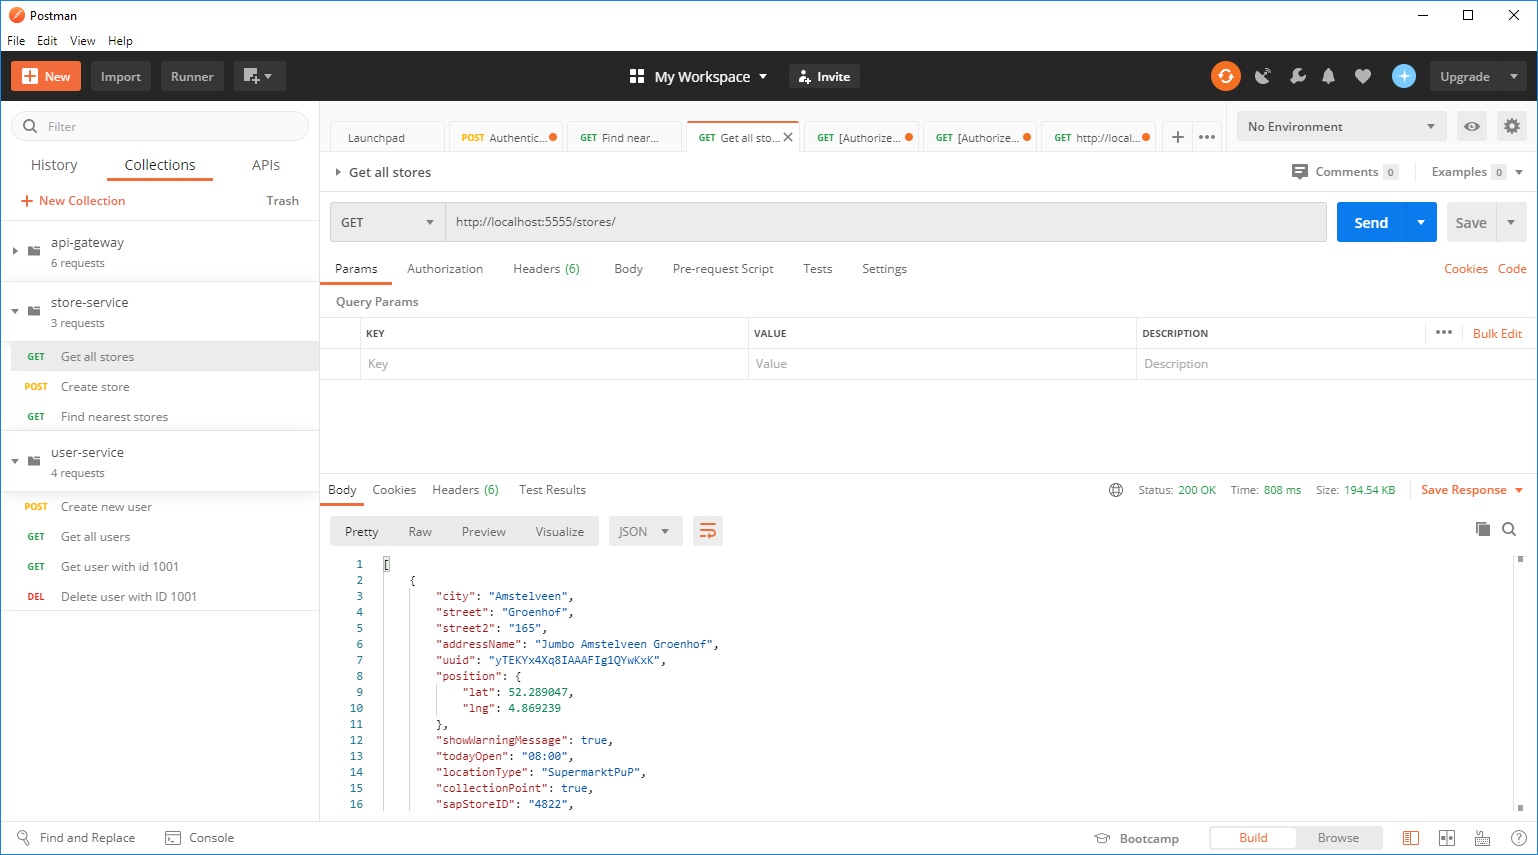 Postman
File Edit View Help
New Import Runner My Workspace Invite Upgrade
Filter
History Collections APIs
New Collection Trash
api-gateway
6 requests
store-service
3 requests
GET Get all stores
POST Create store
GET Find nearest stores
user-service
4 requests
POST Create new user
GET Get all users
GET Get user with id 1001
DEL Delete user with ID 1001
Launchpad POST Authentic... GET Find near... GET Get all sto... GET [Authorize... GET [Authorize... GET http://local... No Environment
Get all stores Comments 0 Examples 0
GET http://localhost:5555/stores/ Send Save
Params Authorization Headers (6) Body Pre-request Script Tests Settings Cookies Code
Query Params
KEY VALUE DESCRIPTION Bulk Edit
Key Value Description
Body Cookies Headers (6) Test Results Status: 200 OK Time: 808 ms Size: 194.54 KB Save Response
Pretty Raw Preview Visualize JSON
1 [
2 {
3 "city": "Amstelveen",
4 "street": "Groenhof",
5 "street2": "165",
6 "addressName": "Jumbo Amstelveen Groenhof",
7 "uuid": "yTEKYx4Xq8IAAAFIg1QYwKxK",
8 "position": {
9 "lat": 52.289047,
10 "lng": 4.869239
11 },
12 "showWarningMessage": true,
13 "todayOpen": "08:00",
14 "locationType": "SupermarktPuP",
15 "collectionPoint": true,
16 "sapStoreID": "4822",
Find and Replace Console Bootcamp Build Browse